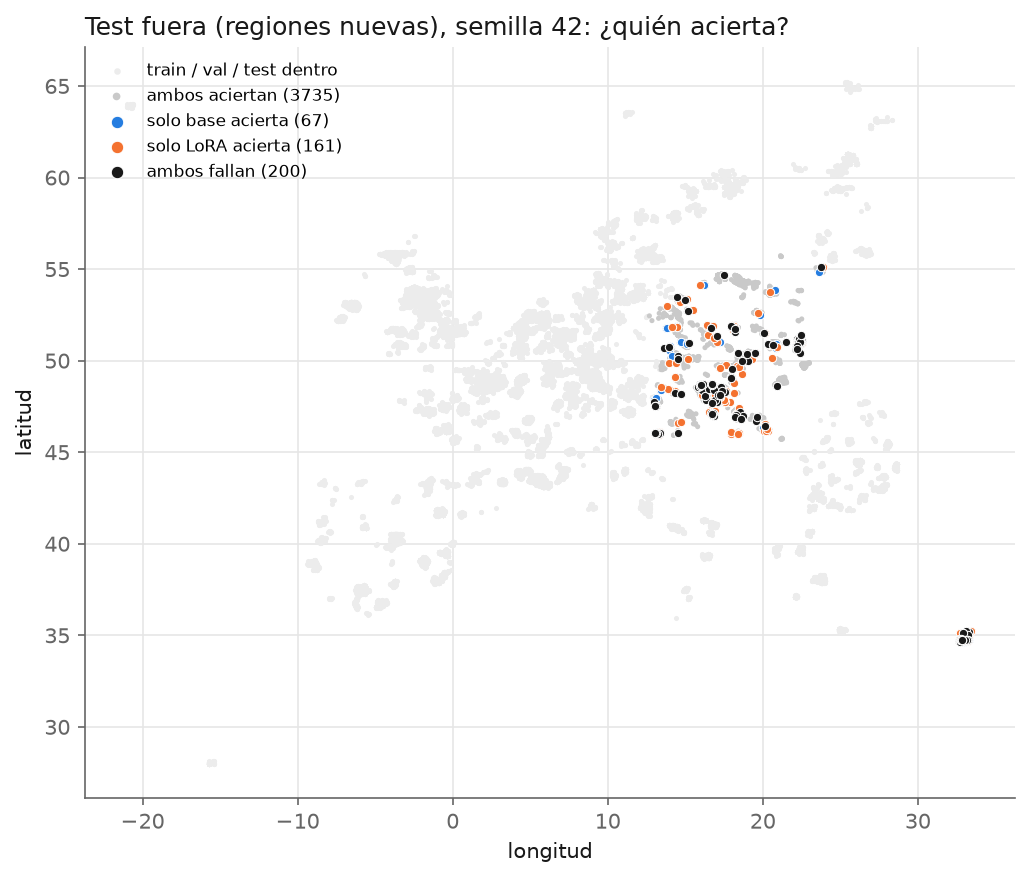 Test fuera (regiones nuevas), semilla 42: ¿quién acierta?
train / val / test dentro
ambos aciertan (3735)
solo base acierta (67)
solo LoRA acierta (161)
ambos fallan (200)
65
60
55
50
45
40
35
30
latitud
−20
−10
0
10
20
30
longitud